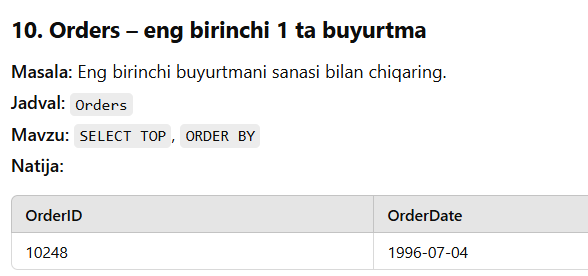 10. Orders – eng birinchi 1 ta buyurtma
Masala: Eng birinchi buyurtmani sanasi bilan chiqaring.
Jadval: Orders
Mavzu: SELECT TOP, ORDER BY
Natija:
OrderID OrderDate
10248 1996-07-04